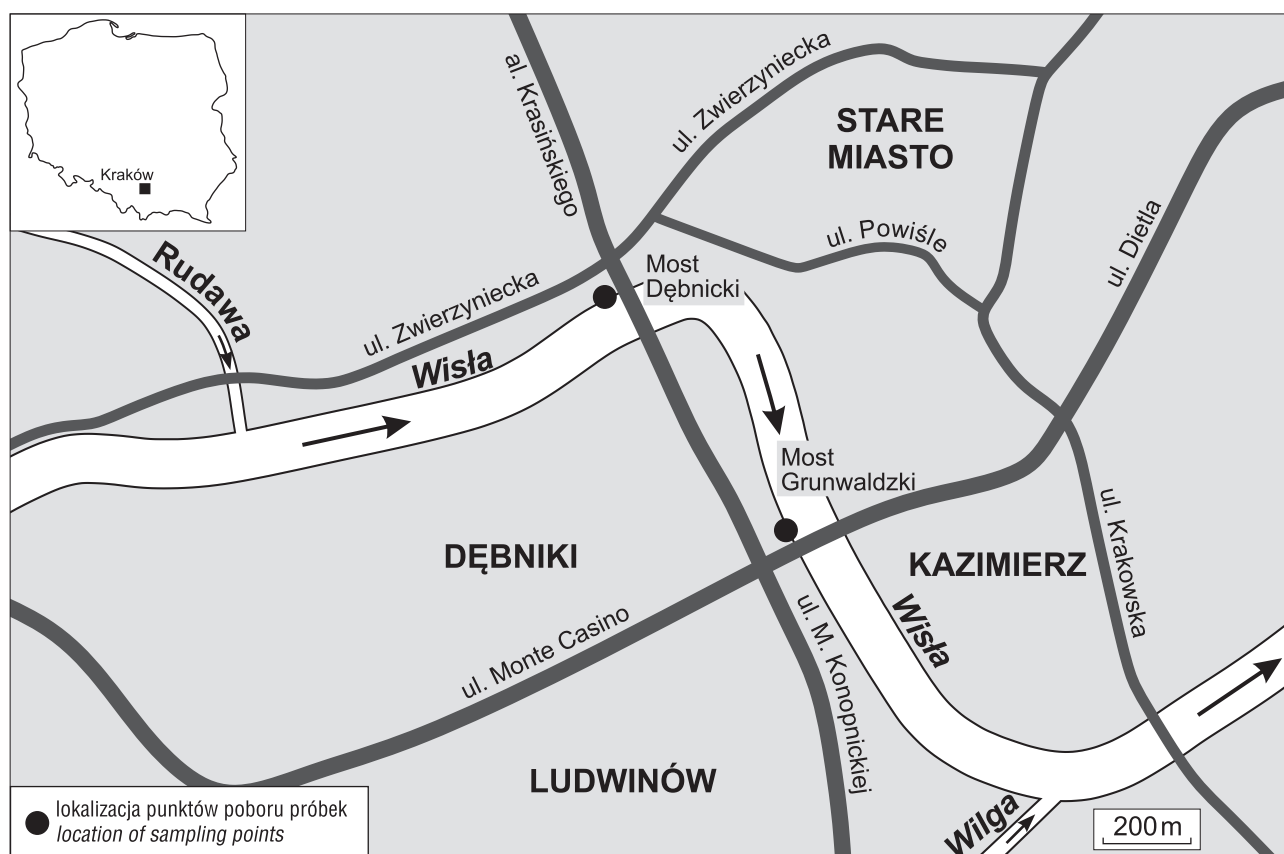 Kraków
Rudawa
al. Krasińskiego
ul. Zwierzyniecka
STARE
MIASTO
ul. Powiśle
ul. Dietla
Most
Dębnicki
ul. Zwierzyniecka
Wisła
Most
Grunwaldzki
DĘBNIKI
KAZIMIERZ
ul. Krakowska
Wisła
ul. Monte Casino
ul. M. Konopnickiej
LUDWINÓW
Wilga
200 m
lokalizacja punktów poboru próbek
location of sampling points